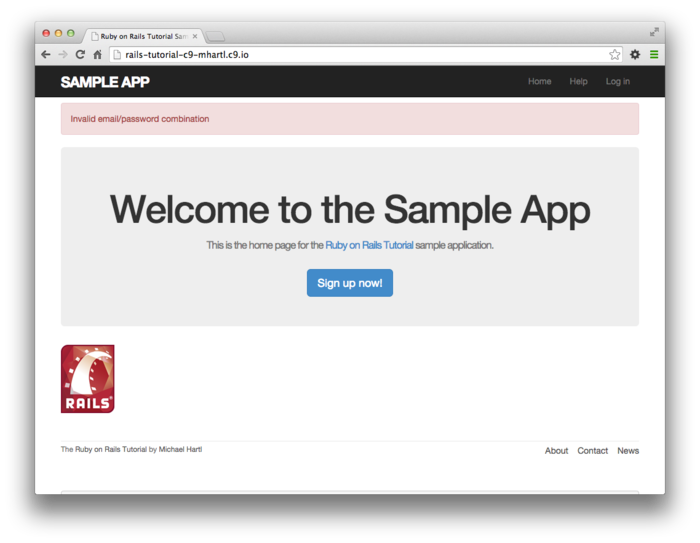 Ruby on Rails Tutorial Sam
rails-tutorial-c9-mhartl.c9.io
SAMPLE APP
Home Help Log in
Invalid email/password combination
Welcome to the Sample App
This is the home page for the Ruby on Rails Tutorial sample application.
Sign up now!
RAILS
The Ruby on Rails Tutorial by Michael Hartl
About Contact News